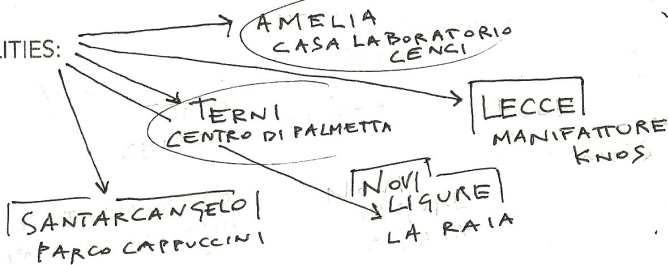 AMELIA
CASA LABORATORIO
CENCI
LITIES:
TERNI
CENTRO DI PALMETTA
LECCE
MANIFATTURE
KNOS
NOVI
LIGURE
LA RAIA
SANTARCANGELO
PARCO CAPPUCCINI